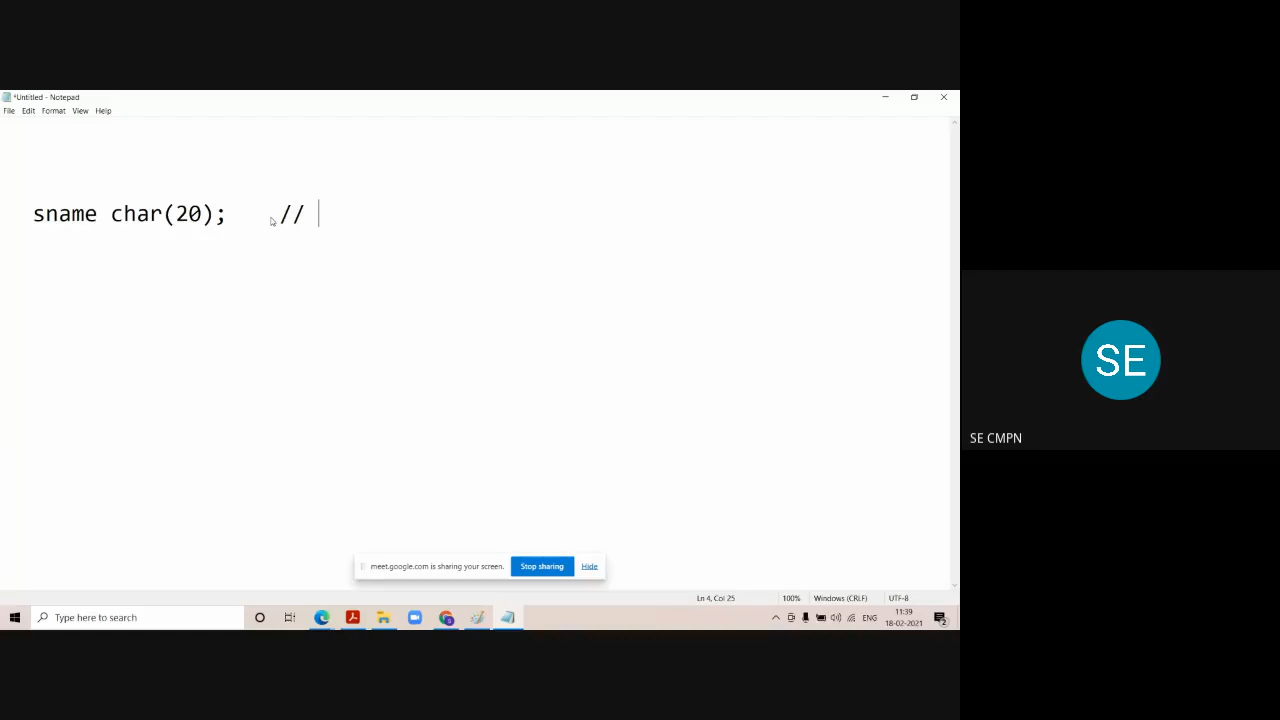 *Untitled - Notepad
File Edit Format View Help
sname char(20);    //
SE
SE CMPN
meet.google.com is sharing your screen. Stop sharing Hide
Ln 4, Col 25 100% Windows (CRLF) UTF-8
Type here to search
ENG
11:39
18-02-2021
2